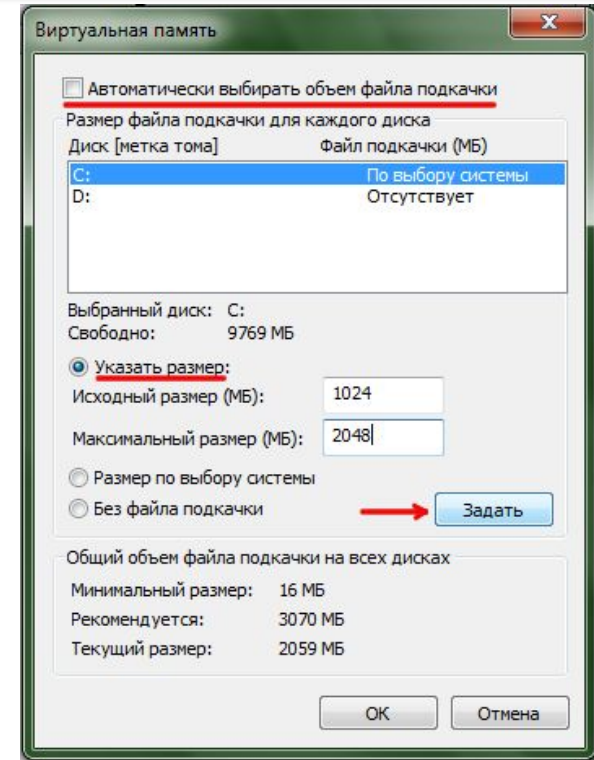 Виртуальная память
Автоматически выбирать объем файла подкачки
Размер файла подкачки для каждого диска
Диск [метка тома] Файл подкачки (МБ)
C: По выбору системы
D: Отсутствует
Выбранный диск: C:
Свободно: 9769 МБ
Указать размер:
Исходный размер (МБ): 1024
Максимальный размер (МБ): 2048
Размер по выбору системы
Без файла подкачки Задать
Общий объем файла подкачки на всех дисках
Минимальный размер: 16 МБ
Рекомендуется: 3070 МБ
Текущий размер: 2059 МБ
ОК Отмена